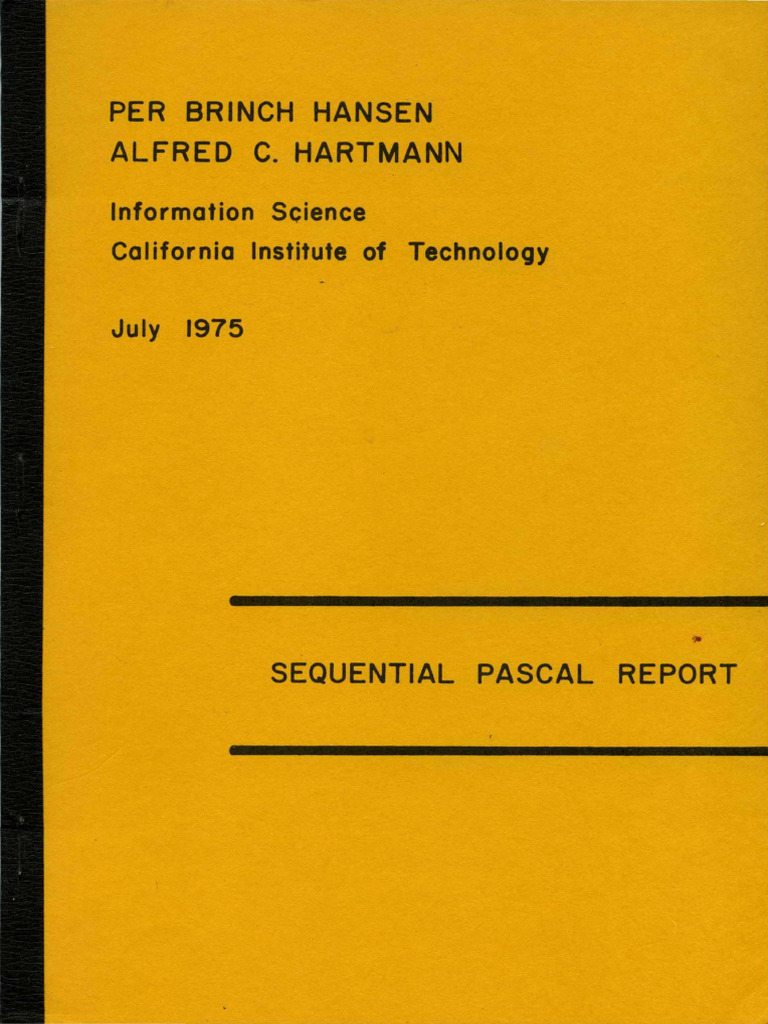 PER BRINCH HANSEN
ALFRED C. HARTMANN
Information Science
California Institute of Technology
July 1975
SEQUENTIAL PASCAL REPORT